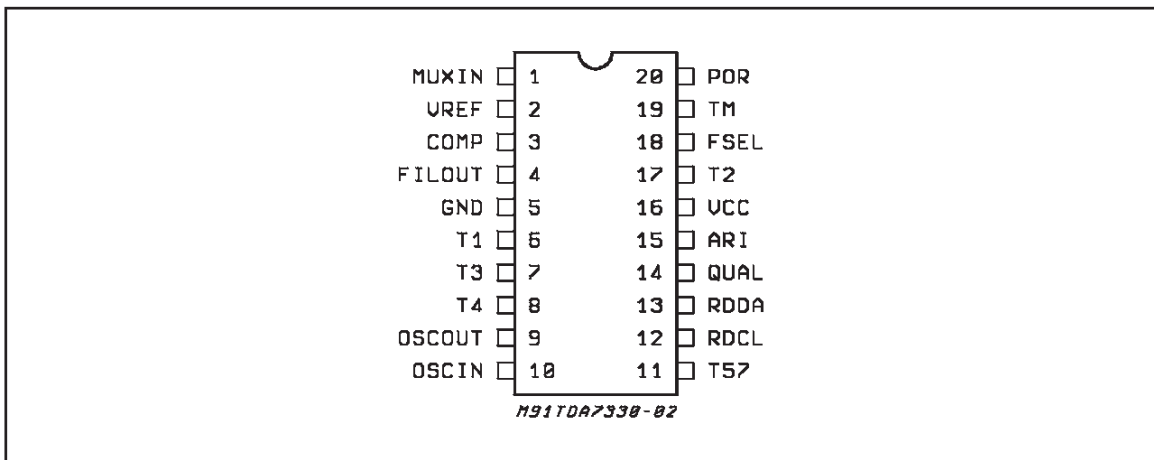 MUXIN 1 20 POR
VREF 2 19 TM
COMP 3 18 FSEL
FILOUT 4 17 T2
GND 5 16 VCC
T1 6 15 ARI
T3 7 14 QUAL
T4 8 13 RDDA
OSCOUT 9 12 RDCL
OSCIN 10 11 T57
M91TDA7330-02